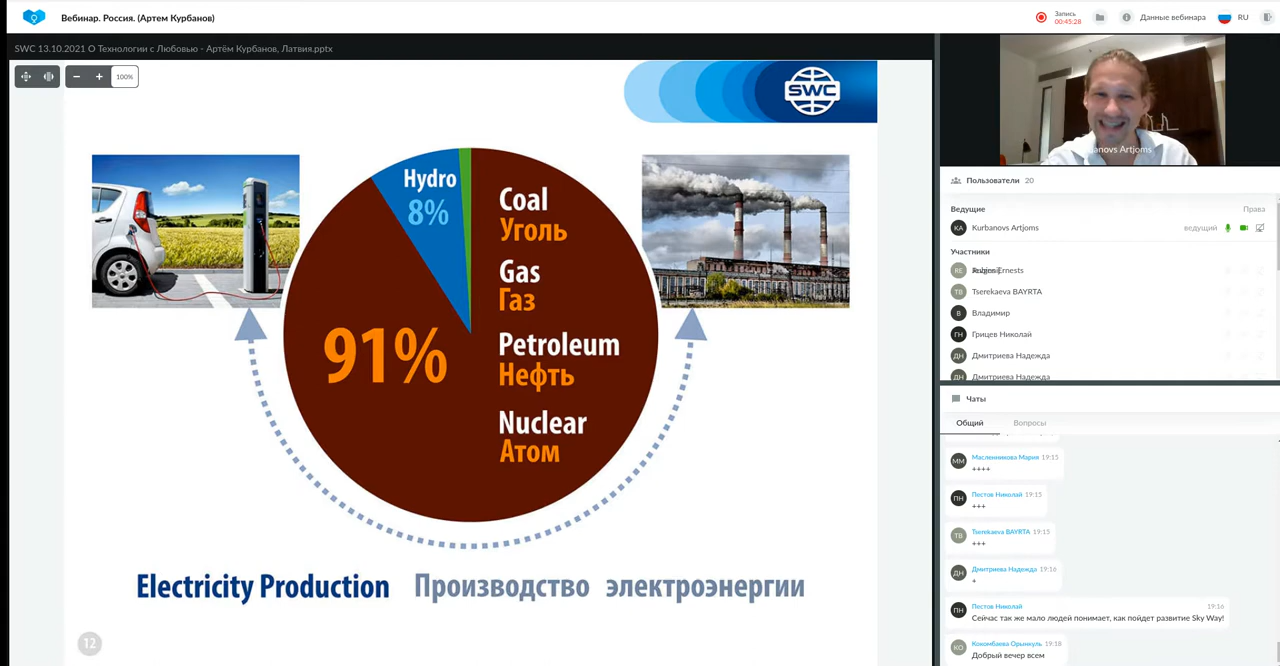 Вебинар. Россия. (Артем Курбанов)
Запись
00:45:28
Данные вебинара
RU
SWC 13.10.2021 О Технологии с Любовью - Артём Курбанов, Латвия.pptx
100%
SWC
Hydro
8%
Coal
Уголь
Gas
Газ
Petroleum
Нефть
Nuclear
Атом
91%
Electricity Production Производство электроэнергии
12
Artjoms
Пользователи 20
Ведущие Права
KA Kurbanovs Artjoms ведущий
Участники
RE Ernests
TB Tserekaeva BAYRTA
В Владимир
ГН Грицев Николай
ДН Дмитриева Надежда
ДН Дмитриева Надежда
Чаты
Общий Вопросы
ММ Масленникова Мария 19:15
++++
ПН Пестов Николай 19:15
+++
TB Tserekaeva BAYRTA 19:15
+++
ДН Дмитриева Надежда 19:16
+
ПН Пестов Николай 19:16
Сейчас так же мало людей понимает, как пойдет развитие Sky Way!
КО Кокомбаева Орынкуль 19:18
Добрый вечер всем